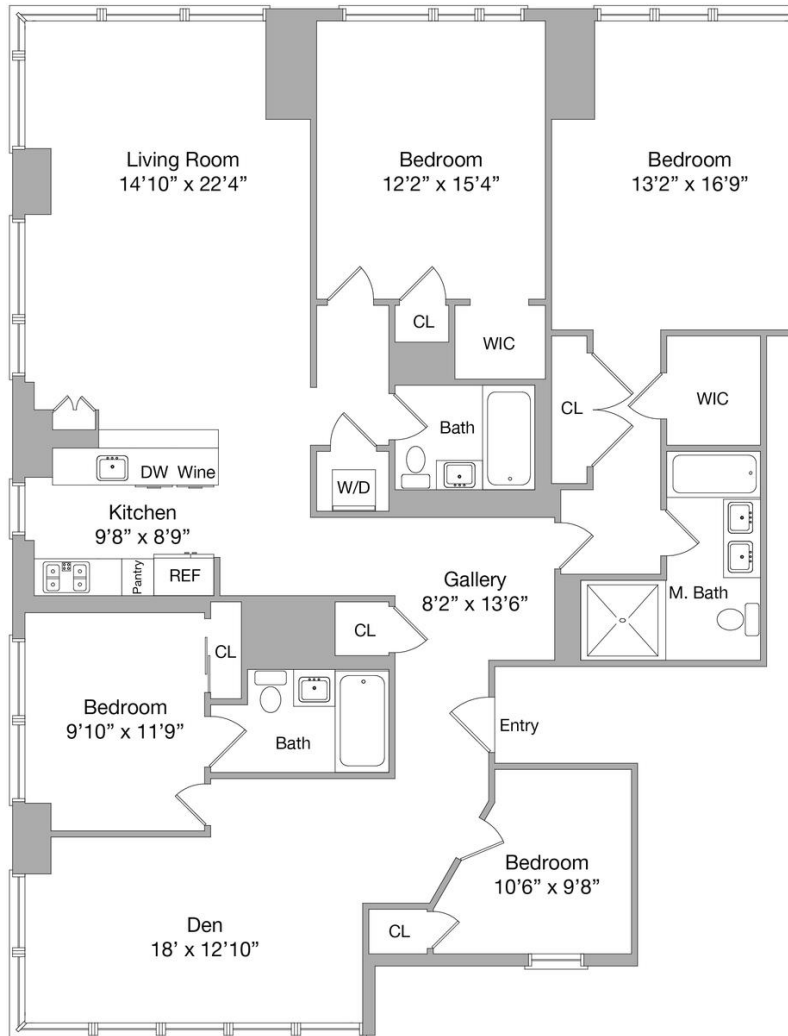 Living Room
14'10” x 22'4”
Bedroom
12'2” x 15'4”
Bedroom
13'2” x 16'9”
CL
WIC
CL
WIC
Bath
W/D
DW Wine
Kitchen
9'8” x 8'9”
Pantry
REF
Gallery
8'2” x 13'6”
M. Bath
CL
CL
Bedroom
9'10” x 11'9”
Bath
Entry
Bedroom
10'6” x 9'8”
CL
Den
18' x 12'10”